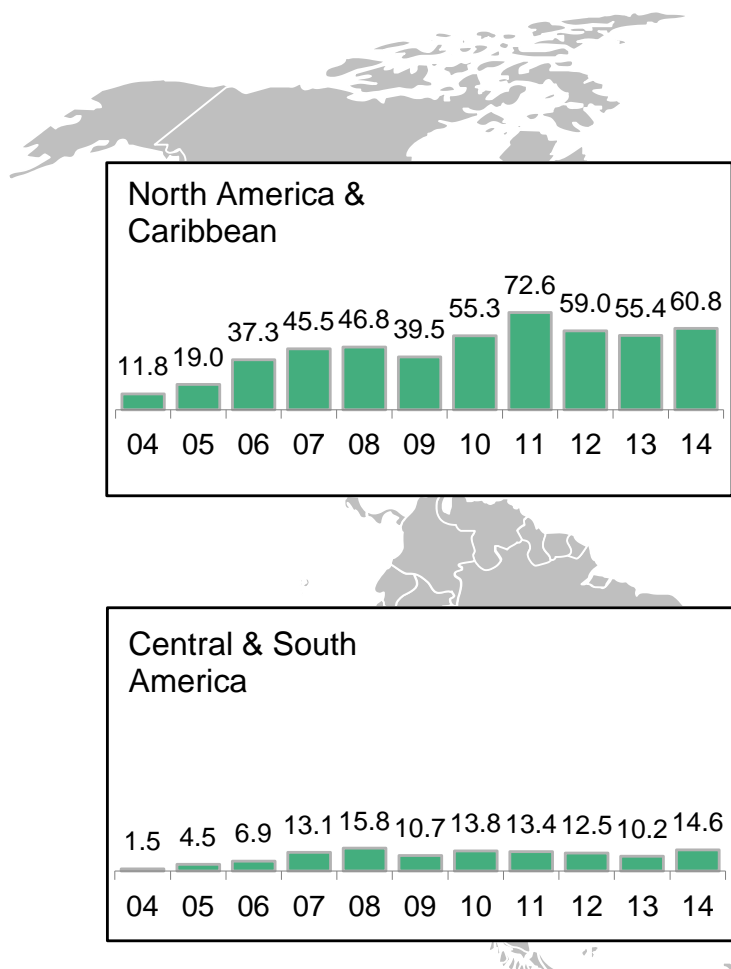 North America &
Caribbean
11.8 19.0 37.3 45.5 46.8 39.5 55.3 72.6 59.0 55.4 60.8
04 05 06 07 08 09 10 11 12 13 14
Central & South
America
1.5 4.5 6.9 13.1 15.8 10.7 13.8 13.4 12.5 10.2 14.6
04 05 06 07 08 09 10 11 12 13 14